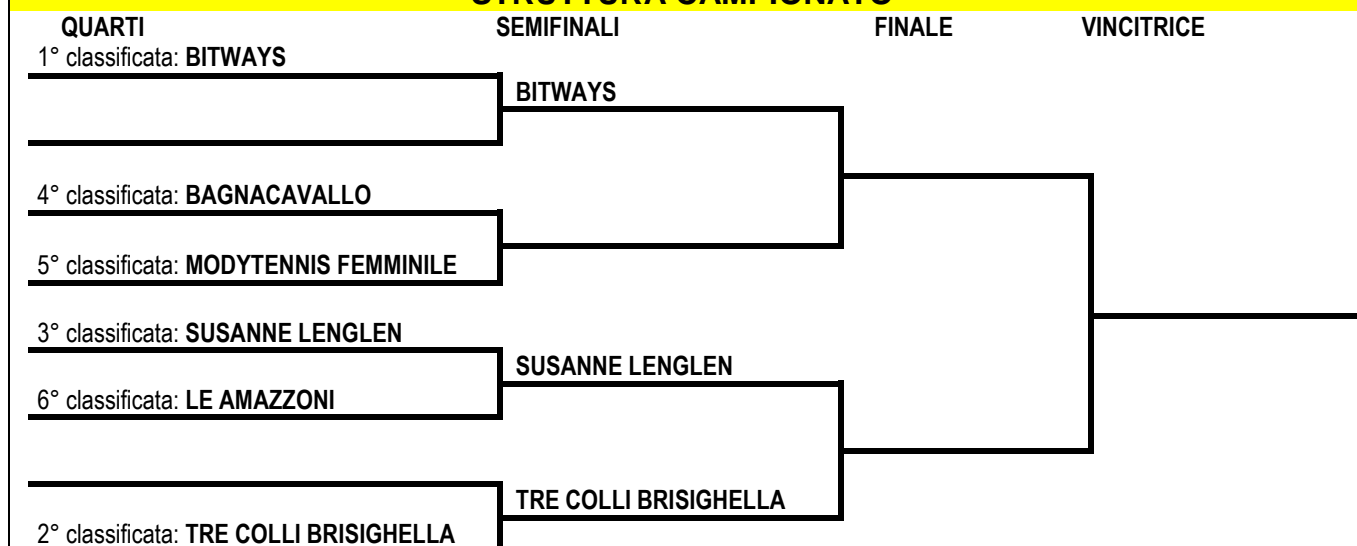 QUARTI SEMIFINALI FINALE VINCITRICE
1° classificata: BITWAYS
BITWAYS
4° classificata: BAGNACAVALLO
5° classificata: MODYTENNIS FEMMINILE
3° classificata: SUSANNE LENGLEN
SUSANNE LENGLEN
6° classificata: LE AMAZZONI
TRE COLLI BRISIGHELLA
2° classificata: TRE COLLI BRISIGHELLA